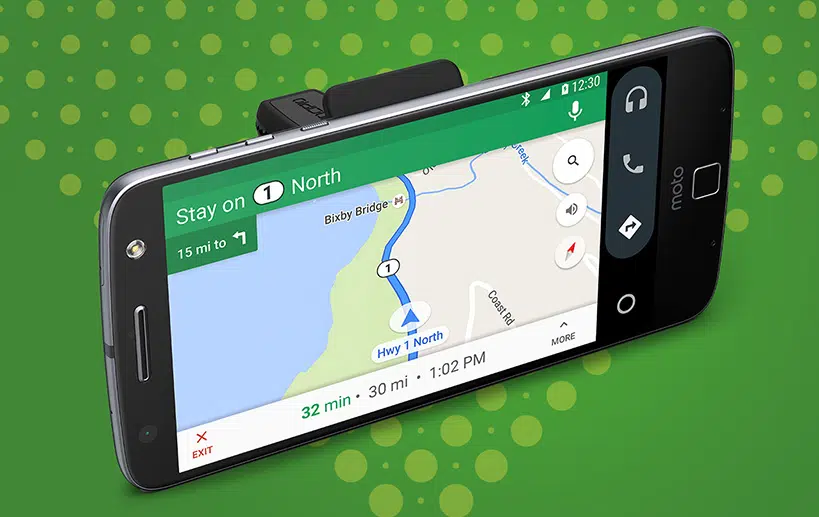 12:30
Stay on 1 North
15 mi to
Bixby Bridge
Creek
1
Coast Rd
Hwy 1 North
MORE
32 min • 30 mi • 1:02 PM
EXIT
moto